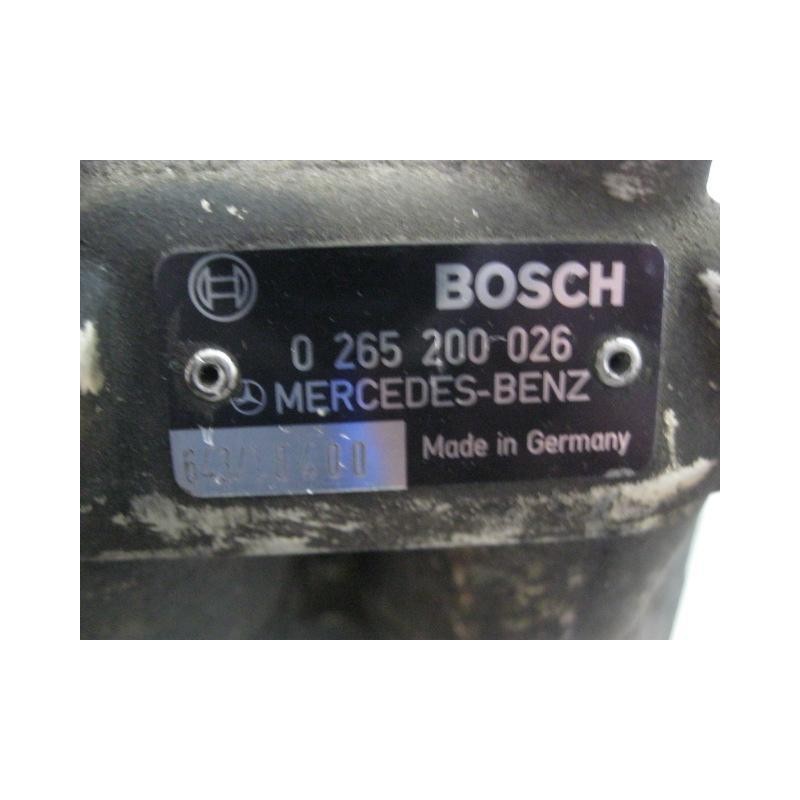 BOSCH
0 265 200 026
MERCEDES-BENZ
Made in Germany